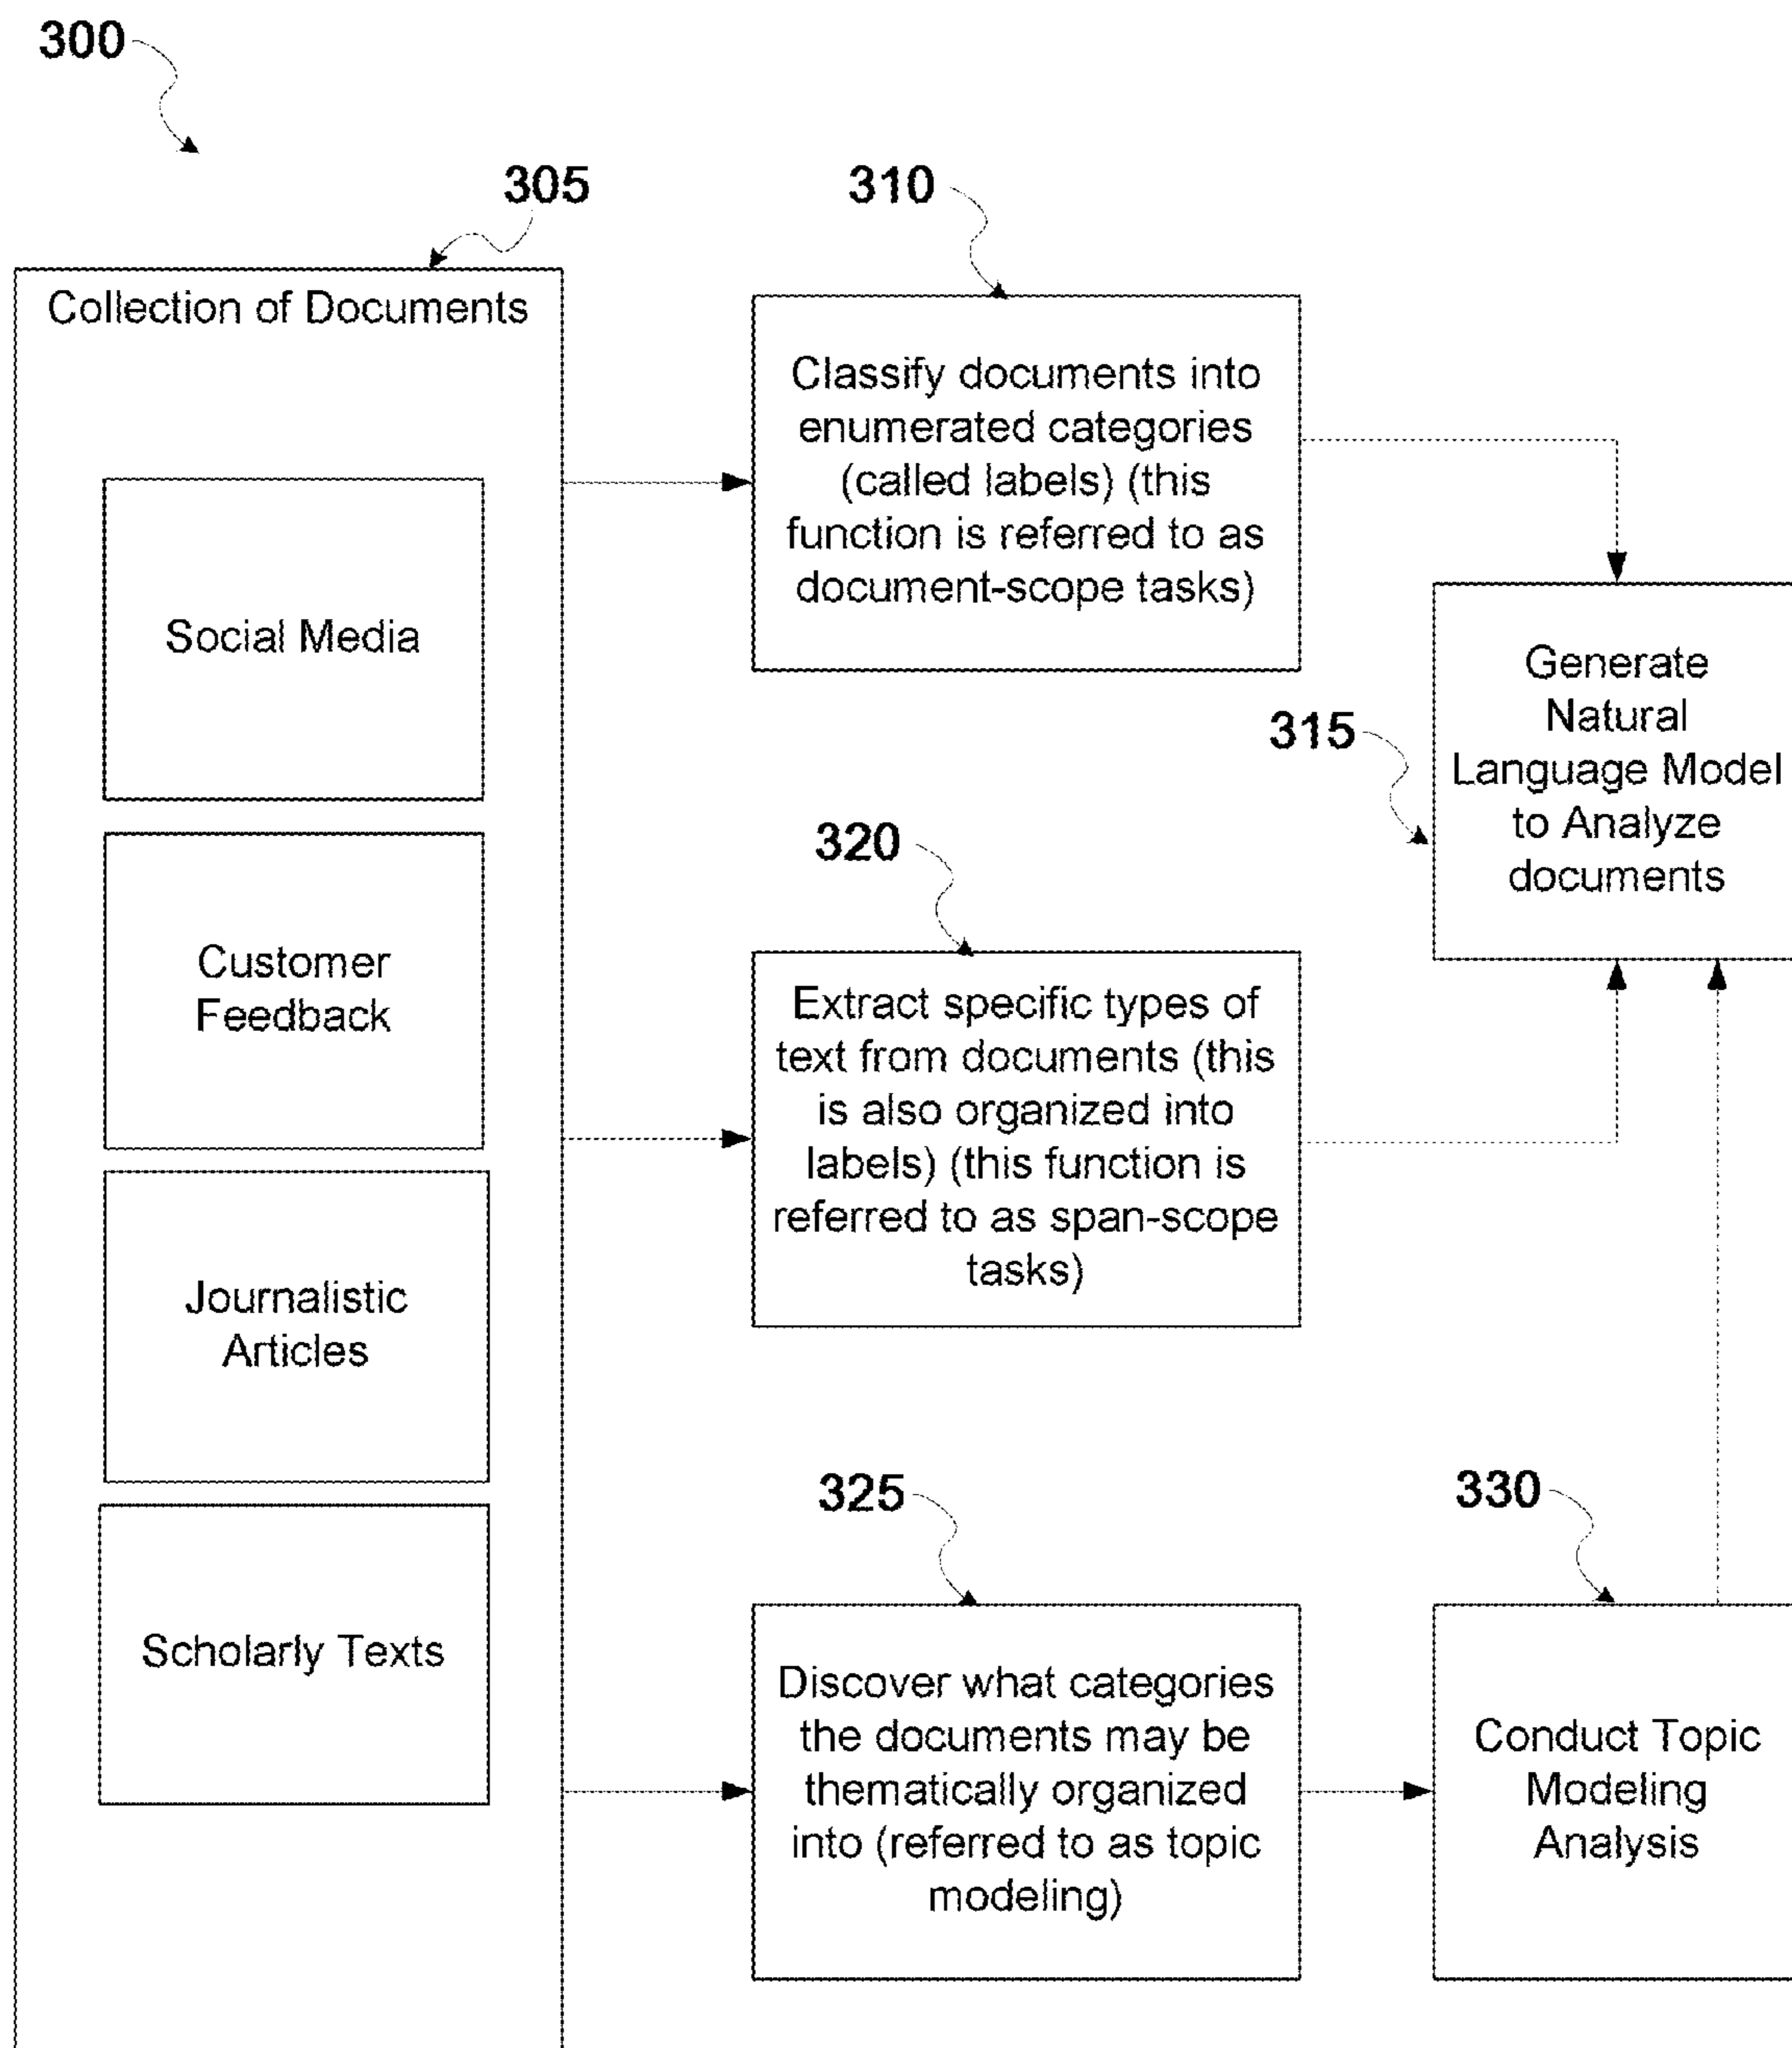 300
305
310
Collection of Documents
Classify documents into
enumerated categories
(called labels) (this
function is referred to as
document-scope tasks)
Social Media
Generate
Natural
Language Model
to Analyze
documents
315
320
Customer
Feedback
Extract specific types of
text from documents (this
is also organized into
labels) (this function is
referred to as span-scope
tasks)
Journalistic
Articles
325
330
Scholarly Texts
Discover what categories
the documents may be
thematically organized
into (referred to as topic
modeling)
Conduct Topic
Modeling
Analysis